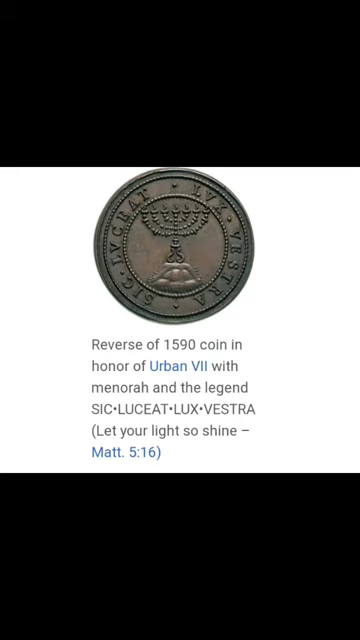 SIC·LVCEAT·LVX·VESTRA
Reverse of 1590 coin in
honor of Urban VII with
menorah and the legend
SIC•LUCEAT•LUX•VESTRA
(Let your light so shine –
Matt. 5:16)